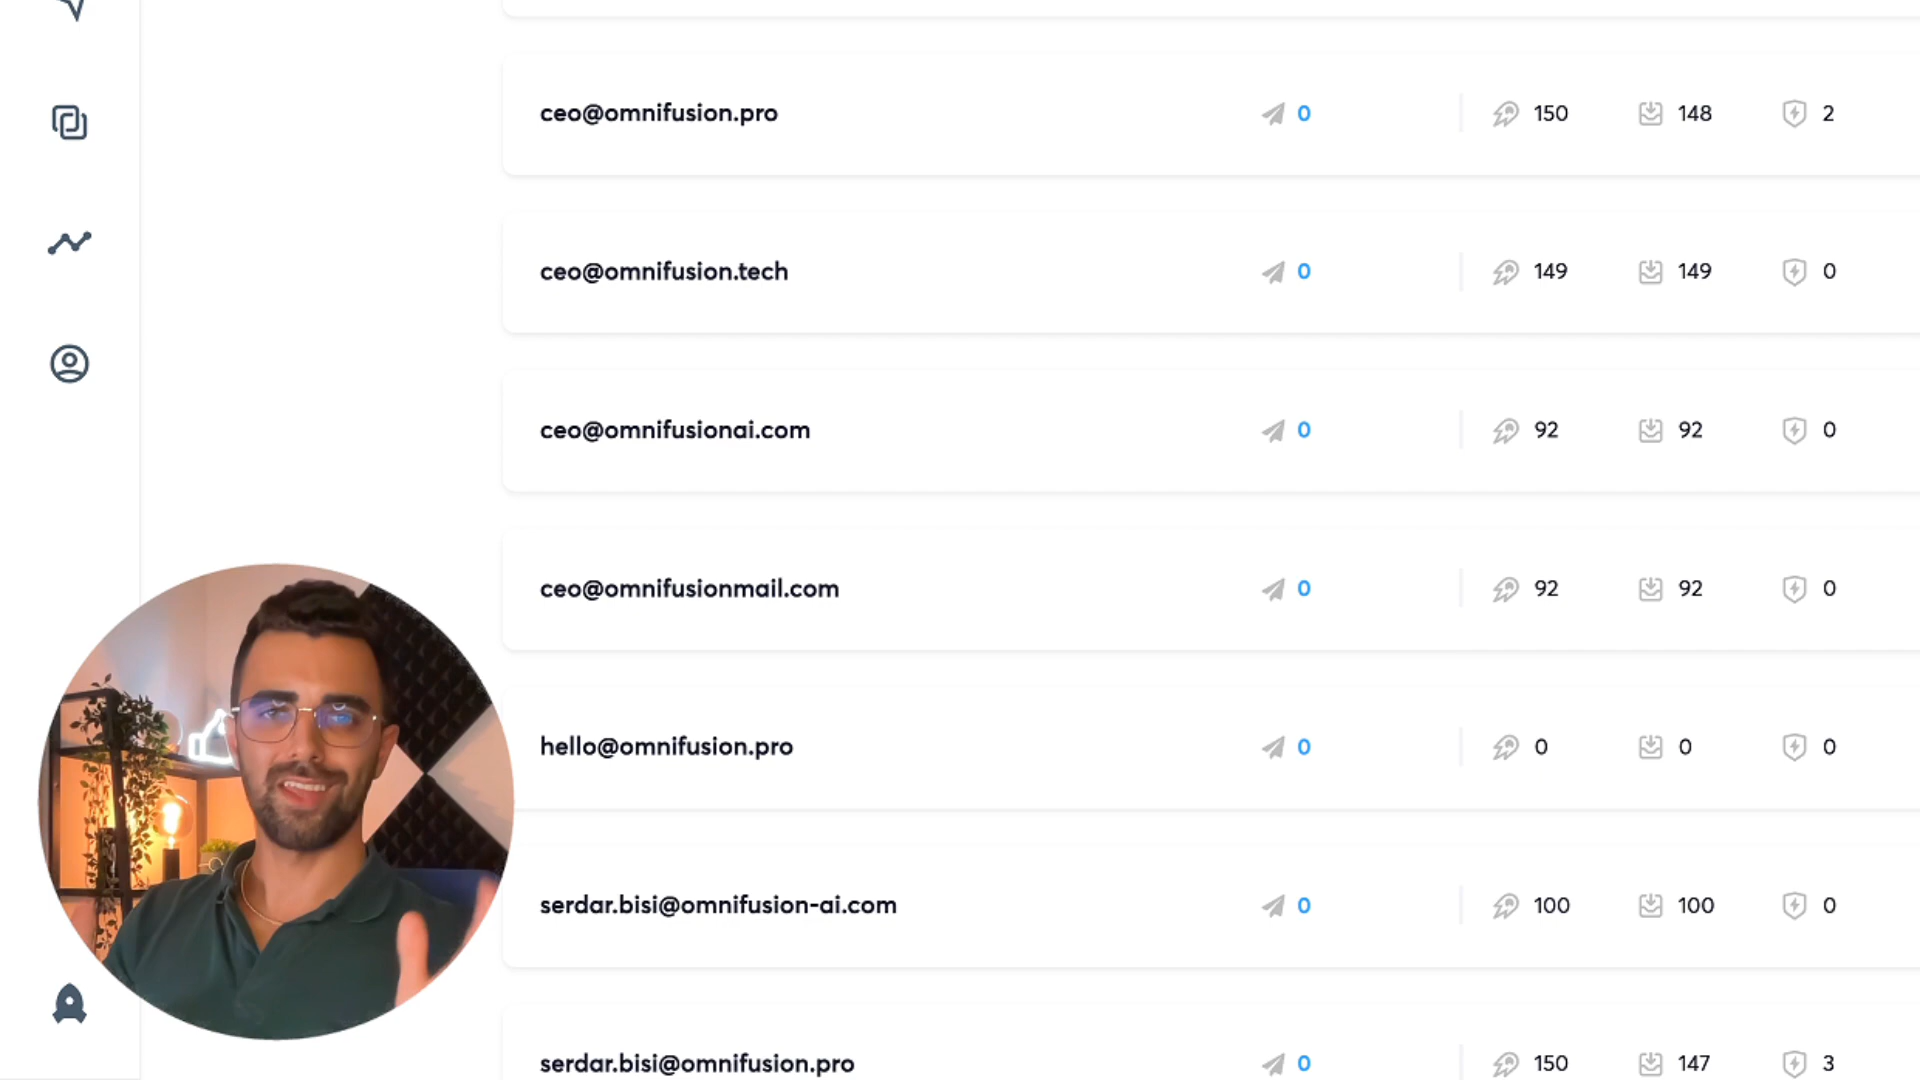 ceo@omnifusion.pro 0 150 148 2
ceo@omnifusion.tech 0 149 149 0
ceo@omnifusionai.com 0 92 92 0
ceo@omnifusionmail.com 0 92 92 0
hello@omnifusion.pro 0 0 0 0
serdar.bisi@omnifusion-ai.com 0 100 100 0
serdar.bisi@omnifusion.pro 0 150 147 3